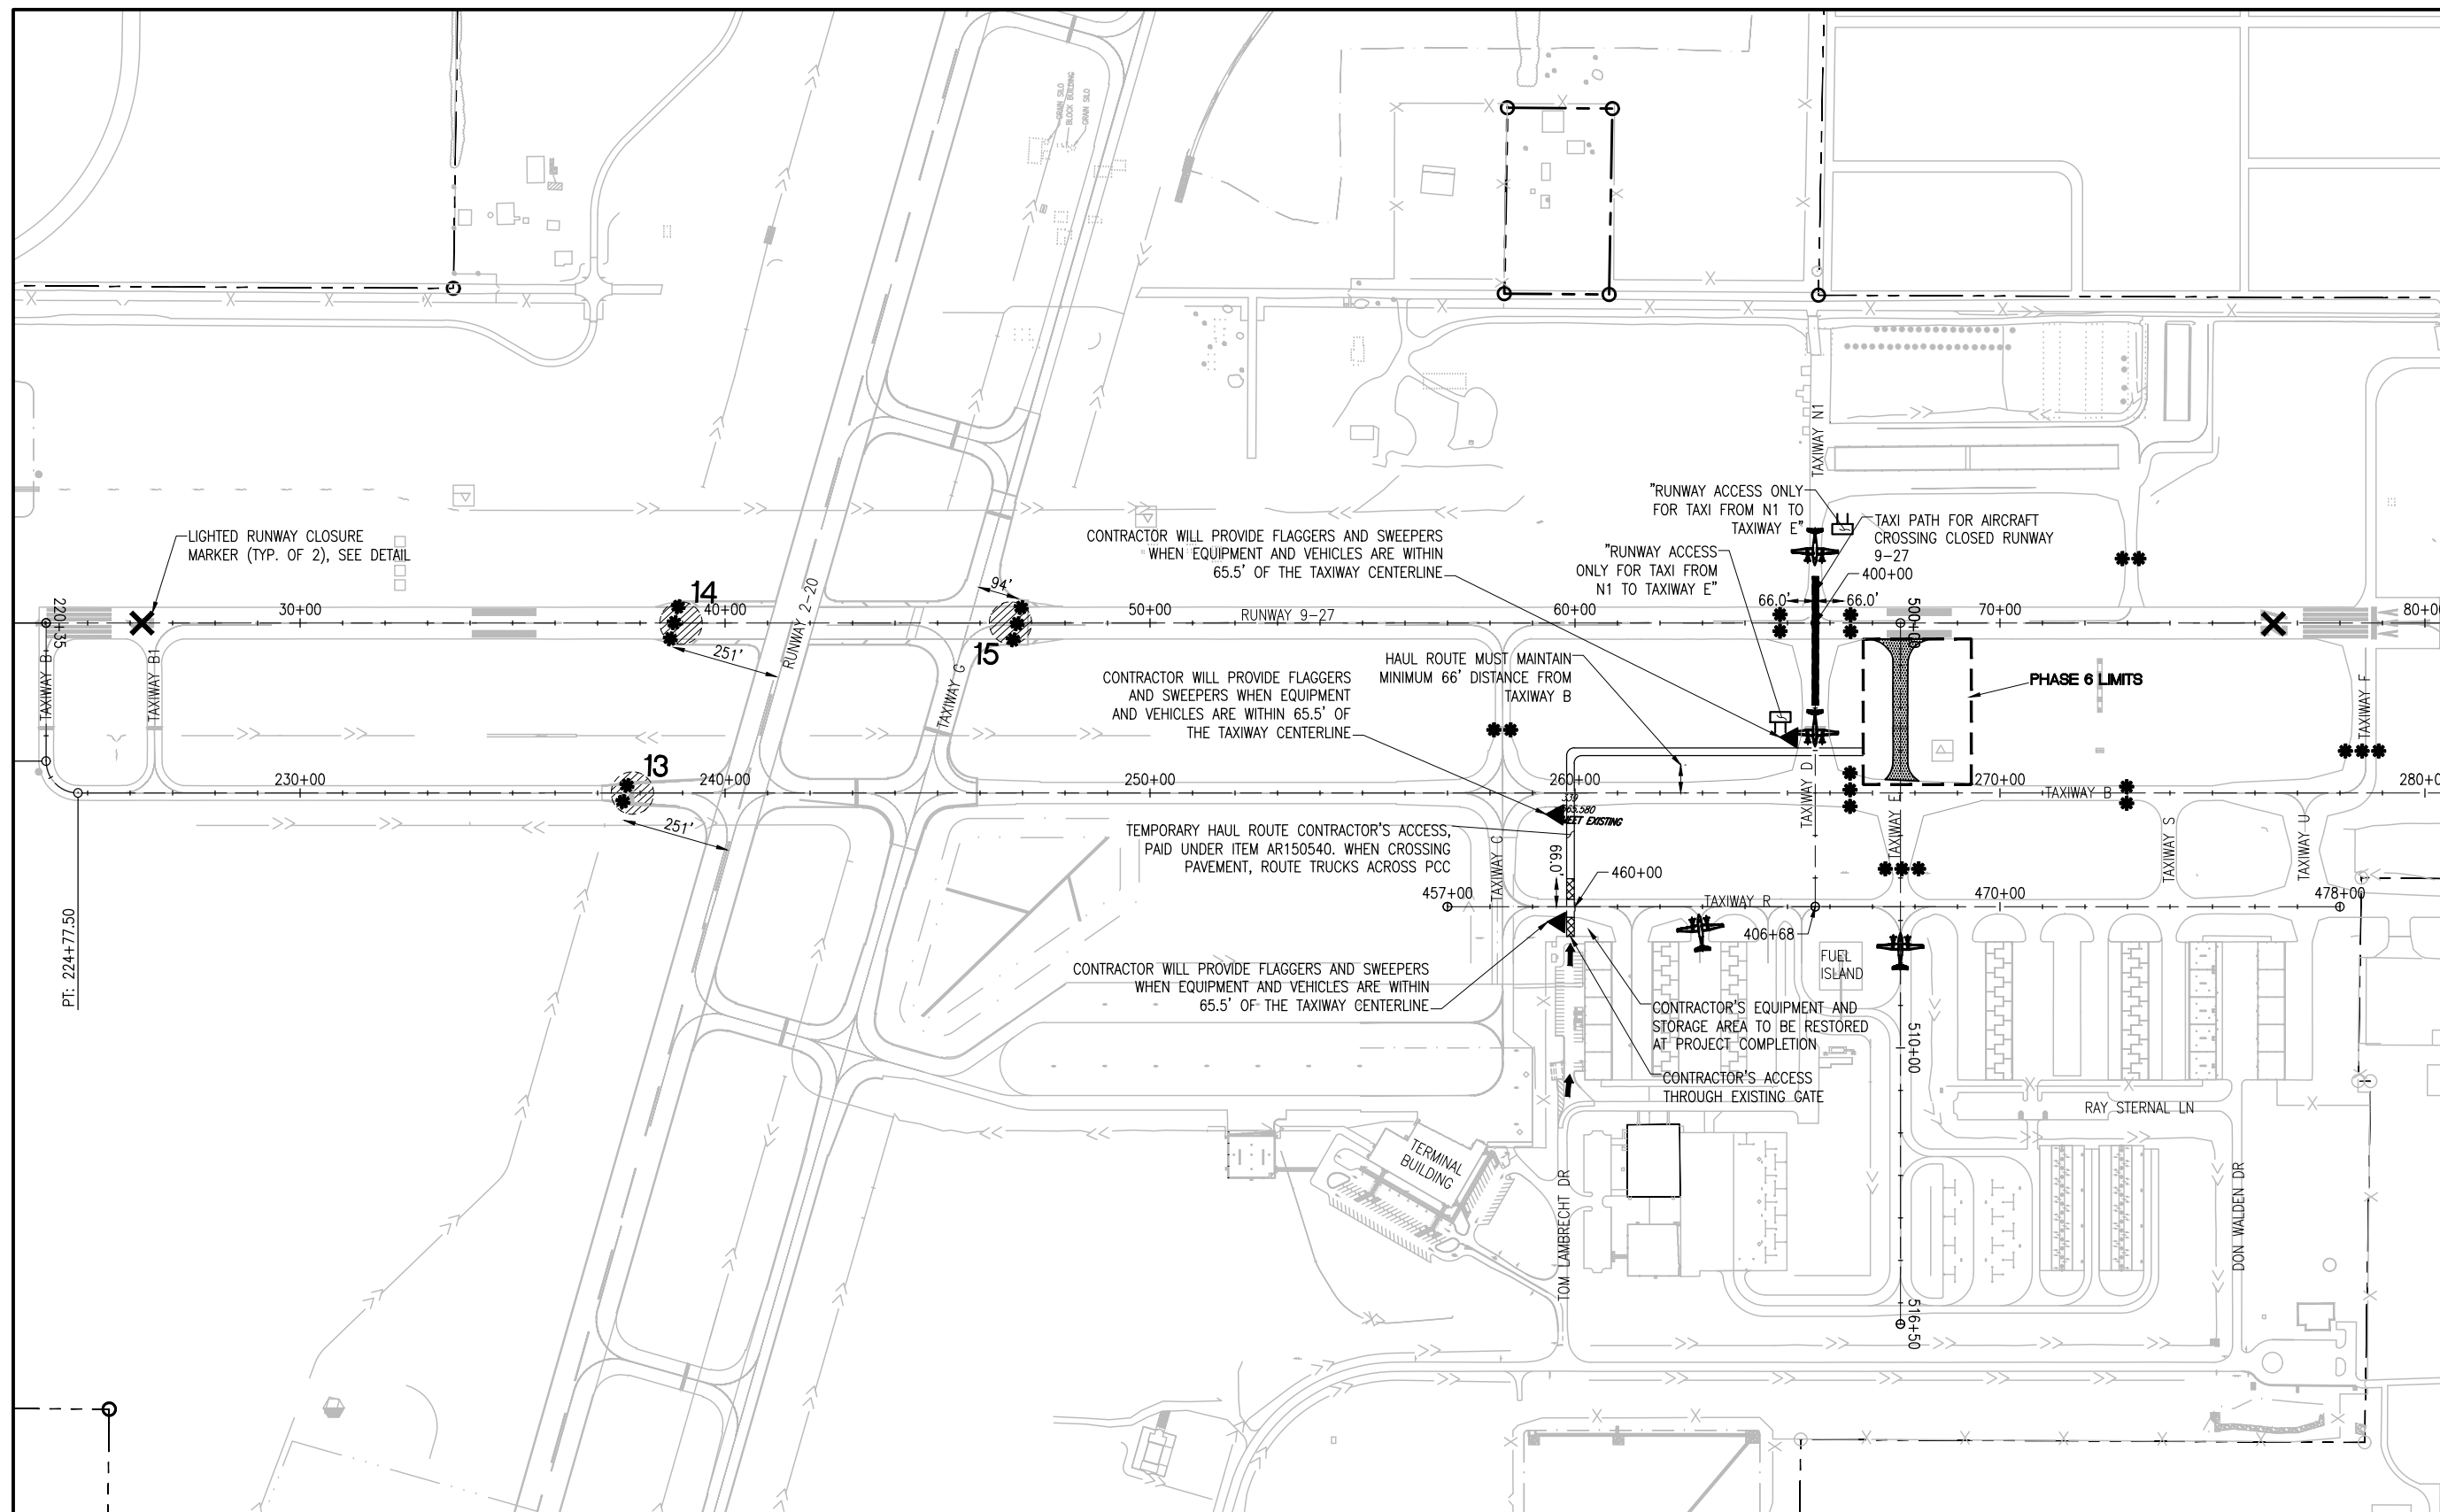 GRAIN SILO
BLOCK BUILDING
GRAIN SILO
TAXIWAY N1
"RUNWAY ACCESS ONLY
FOR TAXI FROM N1 TO
TAXIWAY E"
TAXI PATH FOR AIRCRAFT
CROSSING CLOSED RUNWAY
9-27
400+00
LIGHTED RUNWAY CLOSURE
MARKER (TYP. OF 2), SEE DETAIL
CONTRACTOR WILL PROVIDE FLAGGERS AND SWEEPERS
WHEN EQUIPMENT AND VEHICLES ARE WITHIN
65.5' OF THE TAXIWAY CENTERLINE
"RUNWAY ACCESS
ONLY FOR TAXI FROM
N1 TO TAXIWAY E"
66.0'
66.0'
14
94'
220+35
30+00
40+00
50+00
RUNWAY 9-27
60+00
500+00
70+00
80+00
RUNWAY 2-20
251'
15
TAXIWAY B'
TAXIWAY B1
TAXIWAY G
HAUL ROUTE MUST MAINTAIN
MINIMUM 66' DISTANCE FROM
TAXIWAY B
CONTRACTOR WILL PROVIDE FLAGGERS
AND SWEEPERS WHEN EQUIPMENT
AND VEHICLES ARE WITHIN 65.5' OF
THE TAXIWAY CENTERLINE
PHASE 6 LIMITS
TAXIWAY F
13
230+00
240+00
250+00
260+00
270+00
TAXIWAY B
280+0
TAXIWAY D
251'
MEET EXISTING
TEMPORARY HAUL ROUTE CONTRACTOR'S ACCESS,
PAID UNDER ITEM AR150540. WHEN CROSSING
PAVEMENT, ROUTE TRUCKS ACROSS PCC
66.0'
TAXIWAY C
TAXIWAY E
TAXIWAY S
TAXIWAY U
460+00
457+00
TAXIWAY R
470+00
478+00
406+68
PT: 224+77.50
FUEL
ISLAND
CONTRACTOR WILL PROVIDE FLAGGERS AND SWEEPERS
WHEN EQUIPMENT AND VEHICLES ARE WITHIN
65.5' OF THE TAXIWAY CENTERLINE
CONTRACTOR'S EQUIPMENT AND
STORAGE AREA TO BE RESTORED
AT PROJECT COMPLETION
510+00
CONTRACTOR'S ACCESS
THROUGH EXISTING GATE
RAY STERNAL LN
TERMINAL
BUILDING
TOM LAMBRECHT DR
DON WALDEN DR
516+50